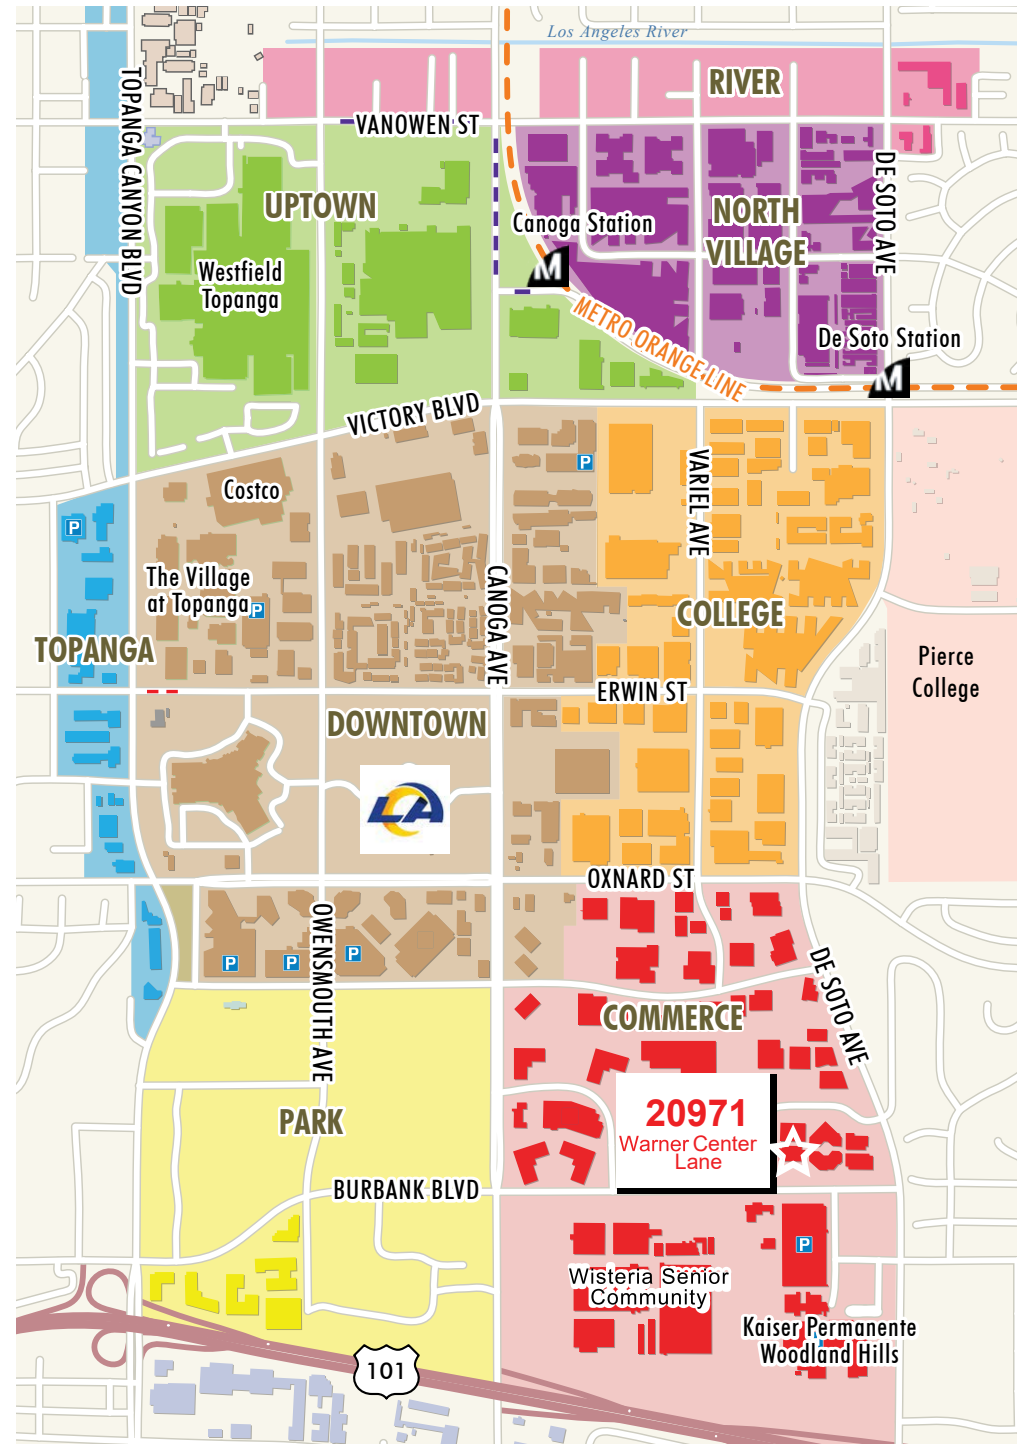 Los Angeles River
RIVER
TOPANGA CANYON BLVD
VANOWEN ST
DE SOTO AVE
UPTOWN
Canoga Station
NORTH
VILLAGE
M
Westfield
Topanga
METRO ORANGE LINE
De Soto Station
M
VICTORY BLVD
P
VARIEL AVE
Costco
P
The Village
at Topanga
P
CANOGA AVE
COLLEGE
TOPANGA
Pierce
College
ERWIN ST
DOWNTOWN
LA
OXNARD ST
OWENSMOUTH AVE
P
P
P
DE SOTO AVE
COMMERCE
20971
Warner Center
Lane
PARK
BURBANK BLVD
P
Wisteria Senior
Community
Kaiser Permanente
Woodland Hills
101